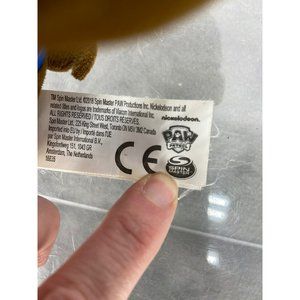 TM Spin Master Ltd. ©2018 Spin Master PAW Productions Inc. Nickelodeon and all
related titles and logos are trademarks of Viacom International Inc.
ALL RIGHTS RESERVED / TOUS DROITS RÉSERVÉS.
Spin Master Ltd., 225 King Street West, Toronto ON M5V 3M2 Canada
Imported into EU by / Importé dans l'UE
par Master International B.V.,
Kingsfordweg 151, 1043 GR
Amsterdam, The Netherlands
16635
nickelodeon
PAW
PATROL
CE
SPIN
MASTER